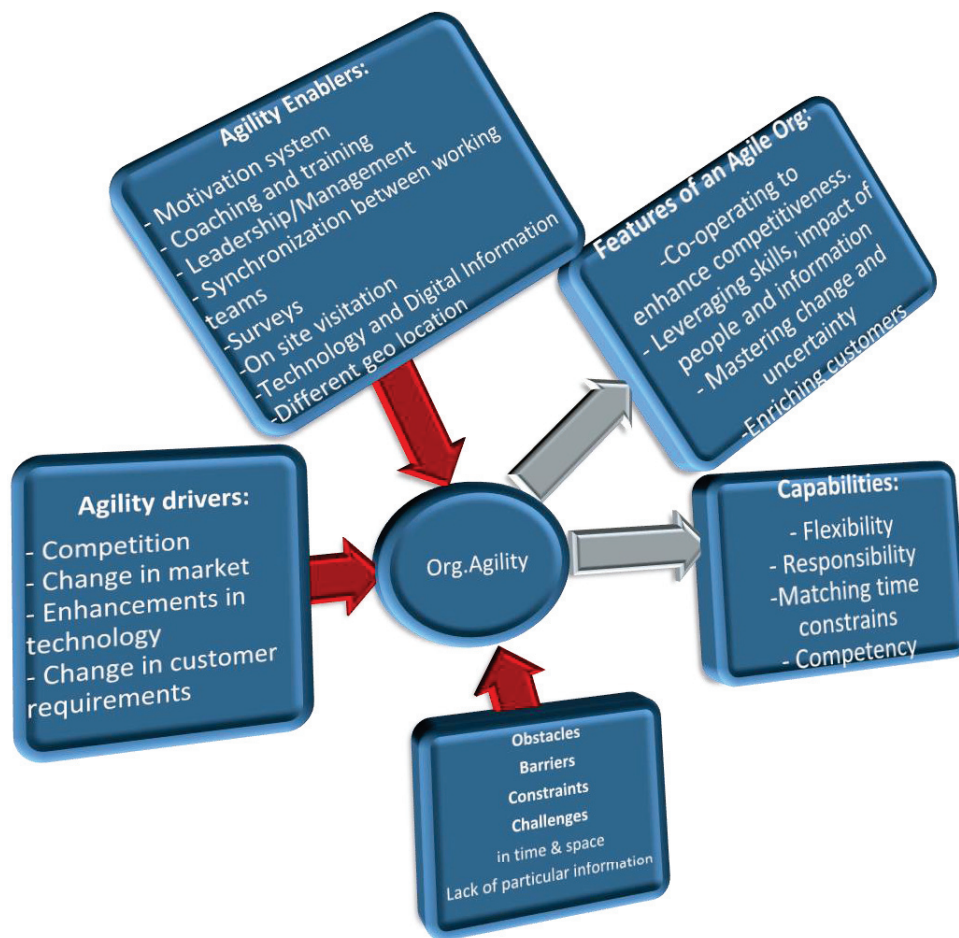 Agility Enablers:
- Motivation system
- Coaching and training
- Leadership/Management
- Synchronization between working
teams
-Surveys
-On site visitation
-Technology and Digital Information
-Different geo location
Features of an Agile Org:
-Co-operating to
enhance competitiveness.
- Leveraging skills, impact of
people and information
- Mastering change and
uncertainty
-Enriching customers
Agility drivers:
- Competition
- Change in market
- Enhancements in
technology
- Change in customer
requirements
Org.Agility
Capabilities:
- Flexibility
- Responsibility
-Matching time
constrains
- Competency
Obstacles
Barriers
Constraints
Challenges
in time & space
Lack of particular information